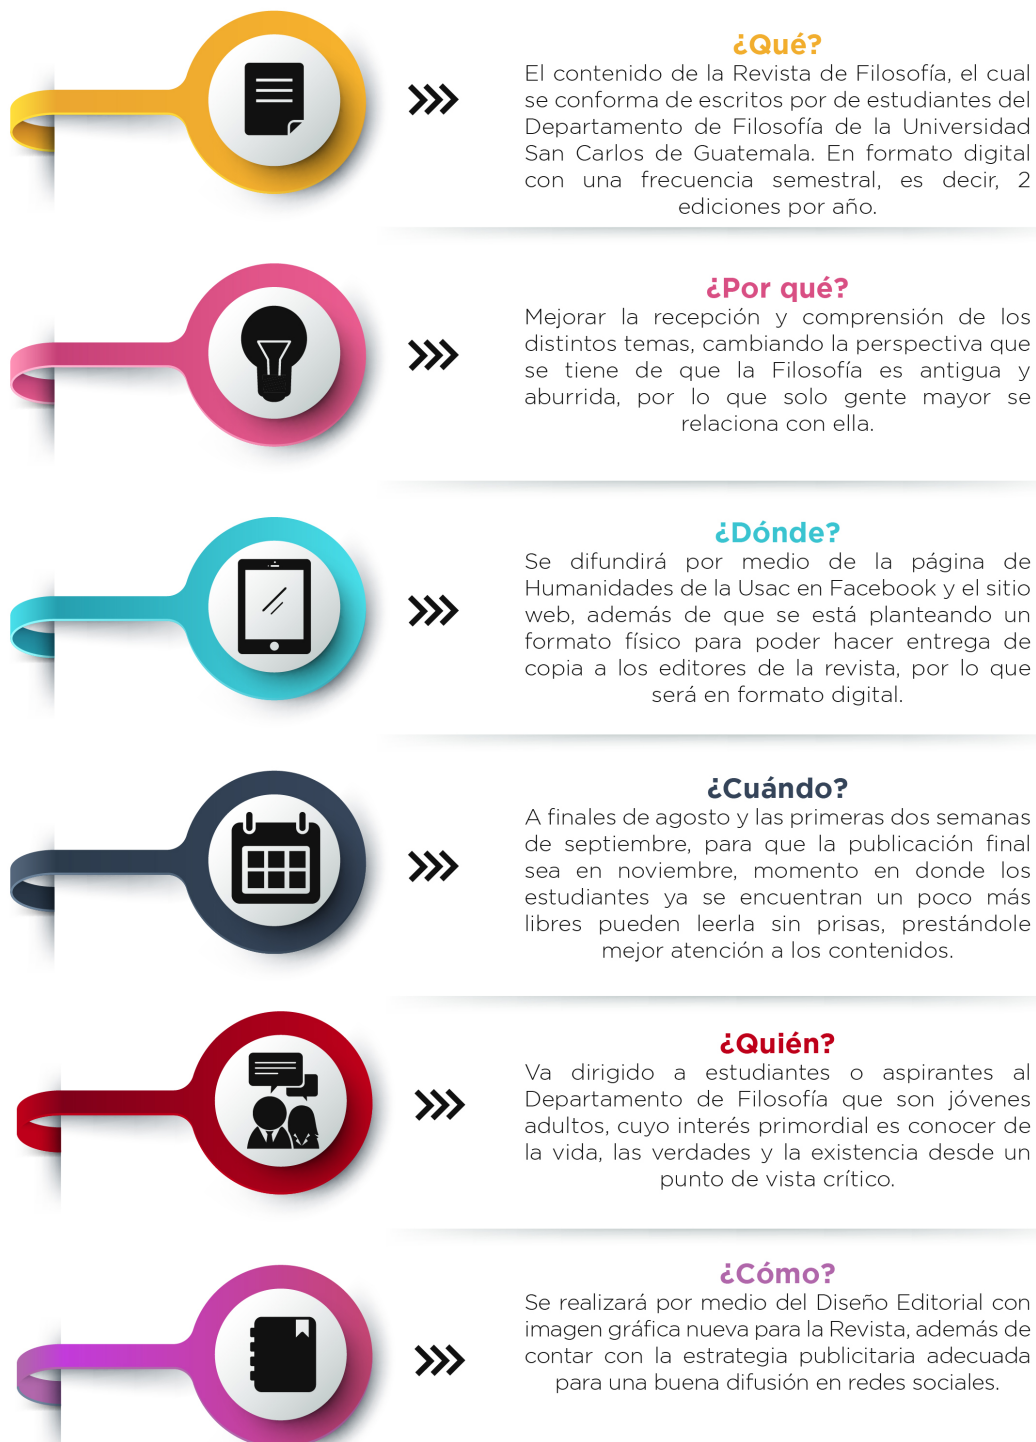 ¿Qué?
El contenido de la Revista de Filosofía, el cual
se conforma de escritos por de estudiantes del
Departamento de Filosofía de la Universidad
San Carlos de Guatemala. En formato digital
con una frecuencia semestral, es decir, 2
ediciones por año.
¿Por qué?
Mejorar la recepción y comprensión de los
distintos temas, cambiando la perspectiva que
se tiene de que la Filosofía es antigua y
aburrida, por lo que solo gente mayor se
relaciona con ella.
¿Dónde?
Se difundirá por medio de la página de
Humanidades de la Usac en Facebook y el sitio
web, además de que se está planteando un
formato físico para poder hacer entrega de
copia a los editores de la revista, por lo que
será en formato digital.
¿Cuándo?
A finales de agosto y las primeras dos semanas
de septiembre, para que la publicación final
sea en noviembre, momento en donde los
estudiantes ya se encuentran un poco más
libres pueden leerla sin prisas, prestándole
mejor atención a los contenidos.
¿Quién?
Va dirigido a estudiantes o aspirantes al
Departamento de Filosofía que son jóvenes
adultos, cuyo interés primordial es conocer de
la vida, las verdades y la existencia desde un
punto de vista crítico.
¿Cómo?
Se realizará por medio del Diseño Editorial con
imagen gráfica nueva para la Revista, además de
contar con la estrategia publicitaria adecuada
para una buena difusión en redes sociales.